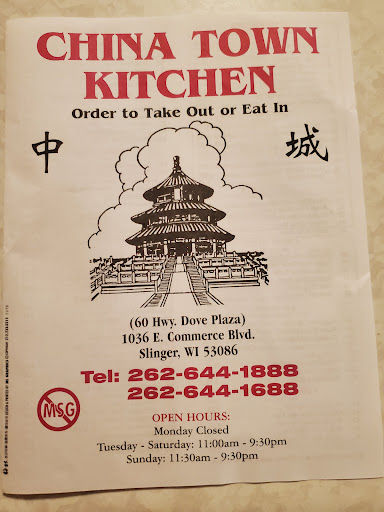 CHINA TOWN
KITCHEN
Order to Take Out or Eat In
中 城
(60 Hwy. Dove Plaza)
1036 E. Commerce Blvd.
Slinger, WI 53086
Tel: 262-644-1888
262-644-1688
MSG
OPEN HOURS:
Monday Closed
Tuesday - Saturday: 11:00am - 9:30pm
Sunday: 11:30am - 9:30pm